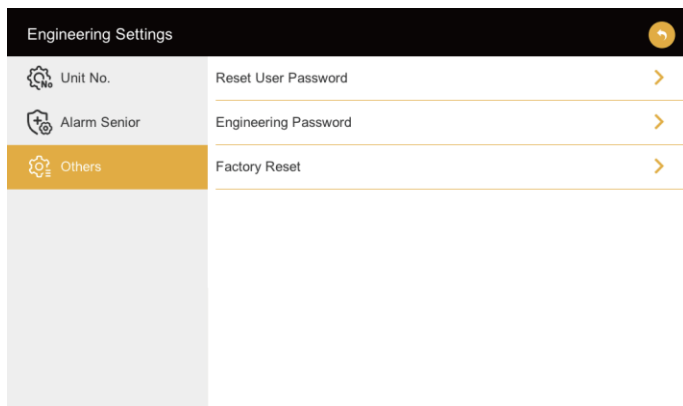 Engineering Settings
Unit No.
Alarm Senior
Others
Reset User Password
Engineering Password
Factory Reset